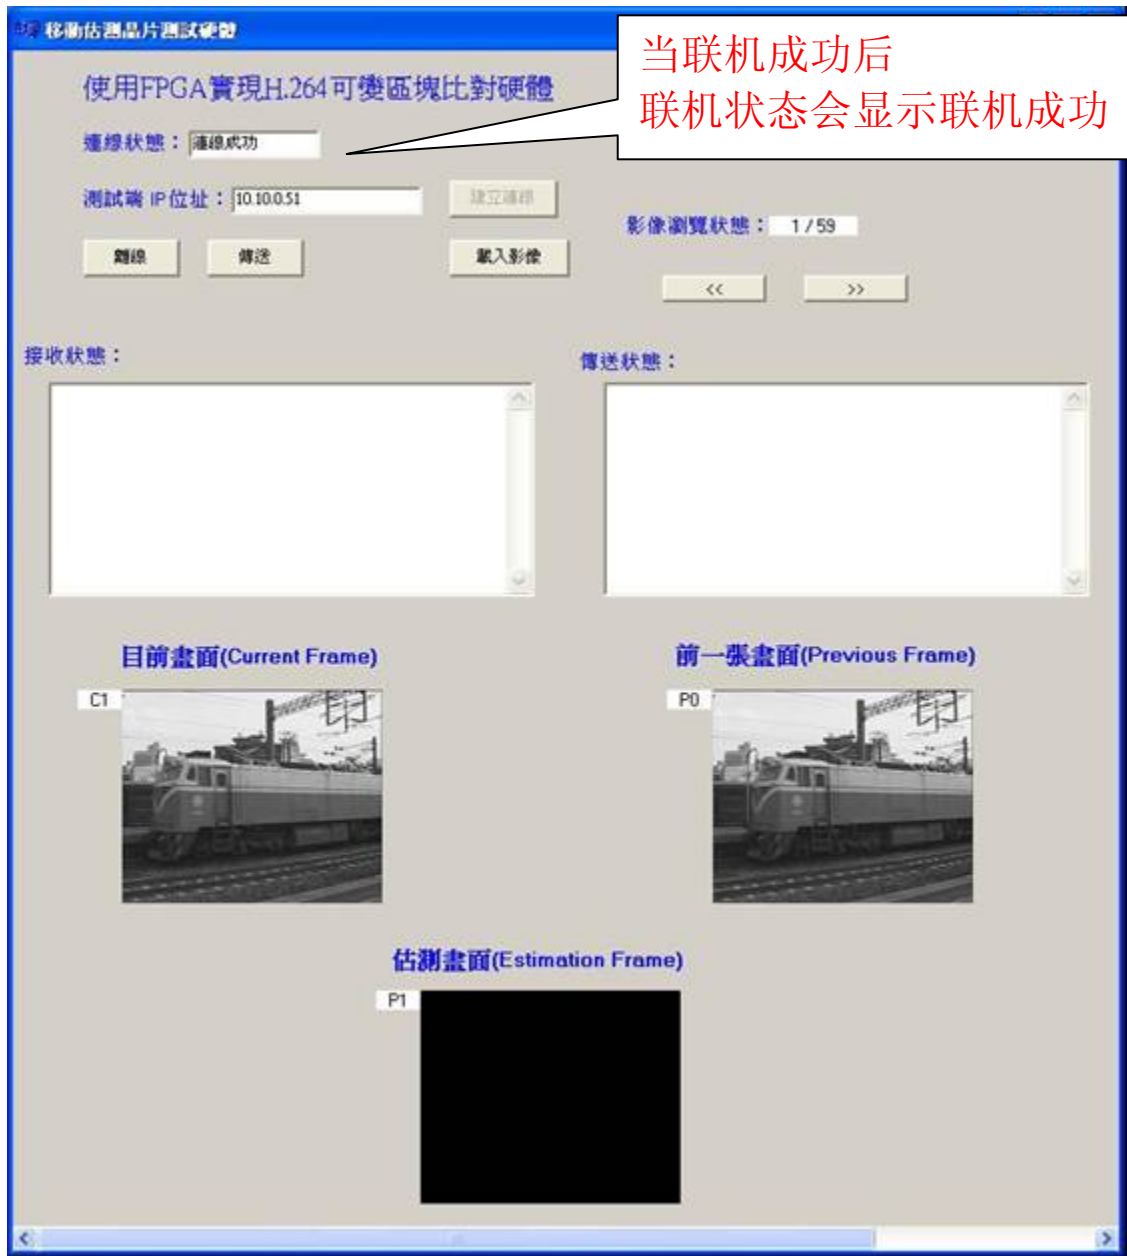 移動估測晶片測試硬體
当联机成功后
联机状态会显示联机成功
使用FPGA實現H.264可變區塊比對硬體
連線狀態：連線成功
測試端 IP位址：10.10.0.51
建立連線
影像瀏覽狀態： 1 / 59
離線 傳送 載入影像
<< >>
接收狀態：
傳送狀態：
目前畫面(Current Frame)
前一張畫面(Previous Frame)
C1
P0
估測畫面(Estimation Frame)
P1